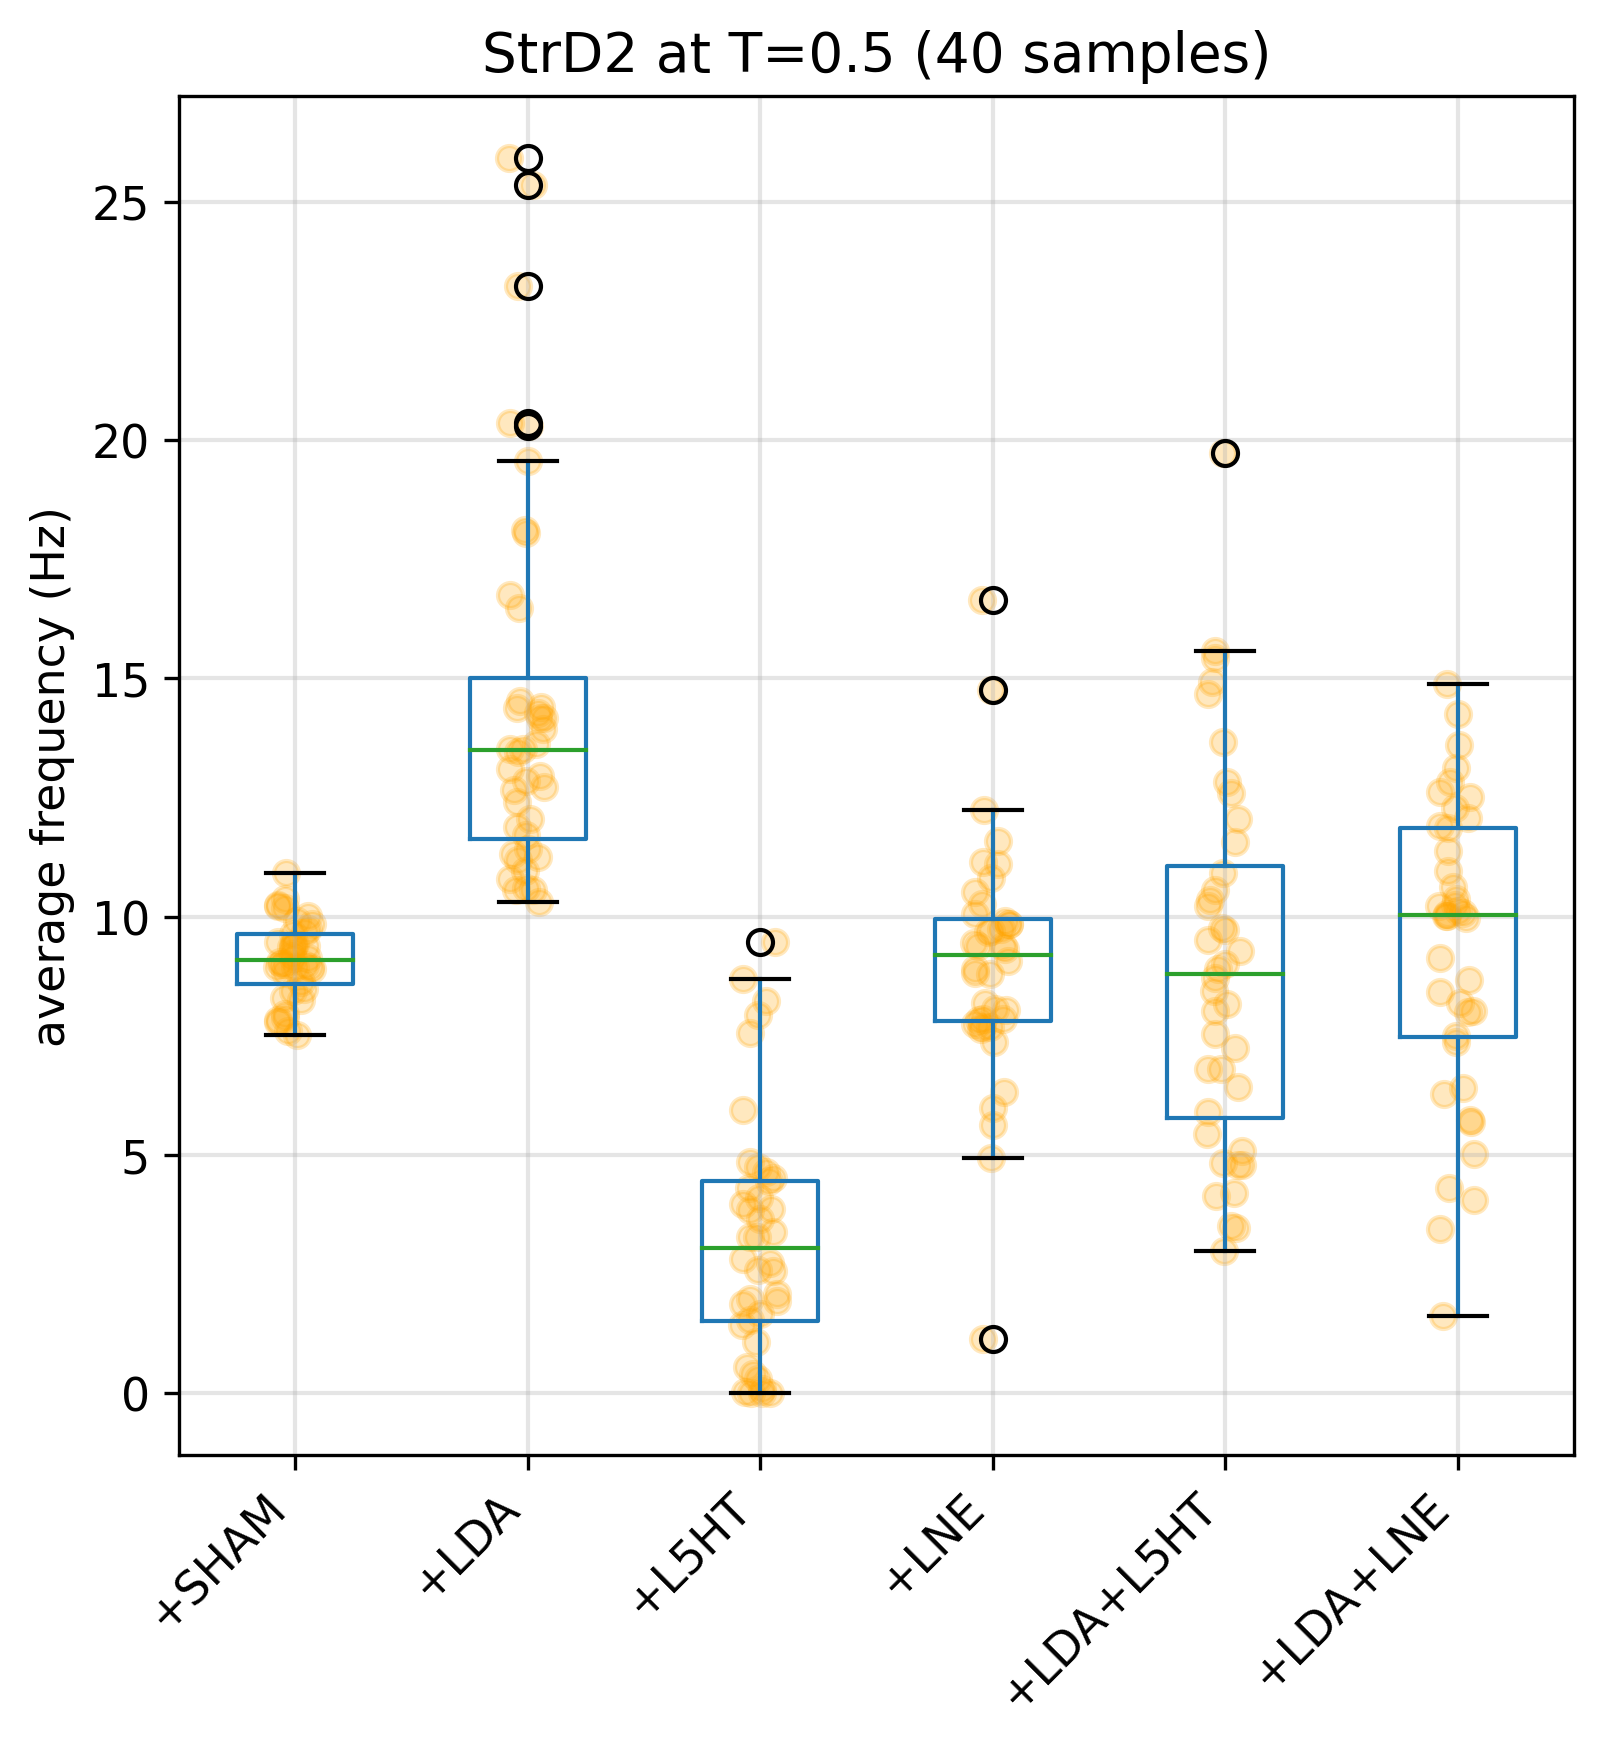 StrD2 at T=0.5 (40 samples)
average frequency (Hz)
25
20
15
10
5
0
+SHAM
+LDA
+L5HT
+LNE
+LDA+L5HT
+LDA+LNE